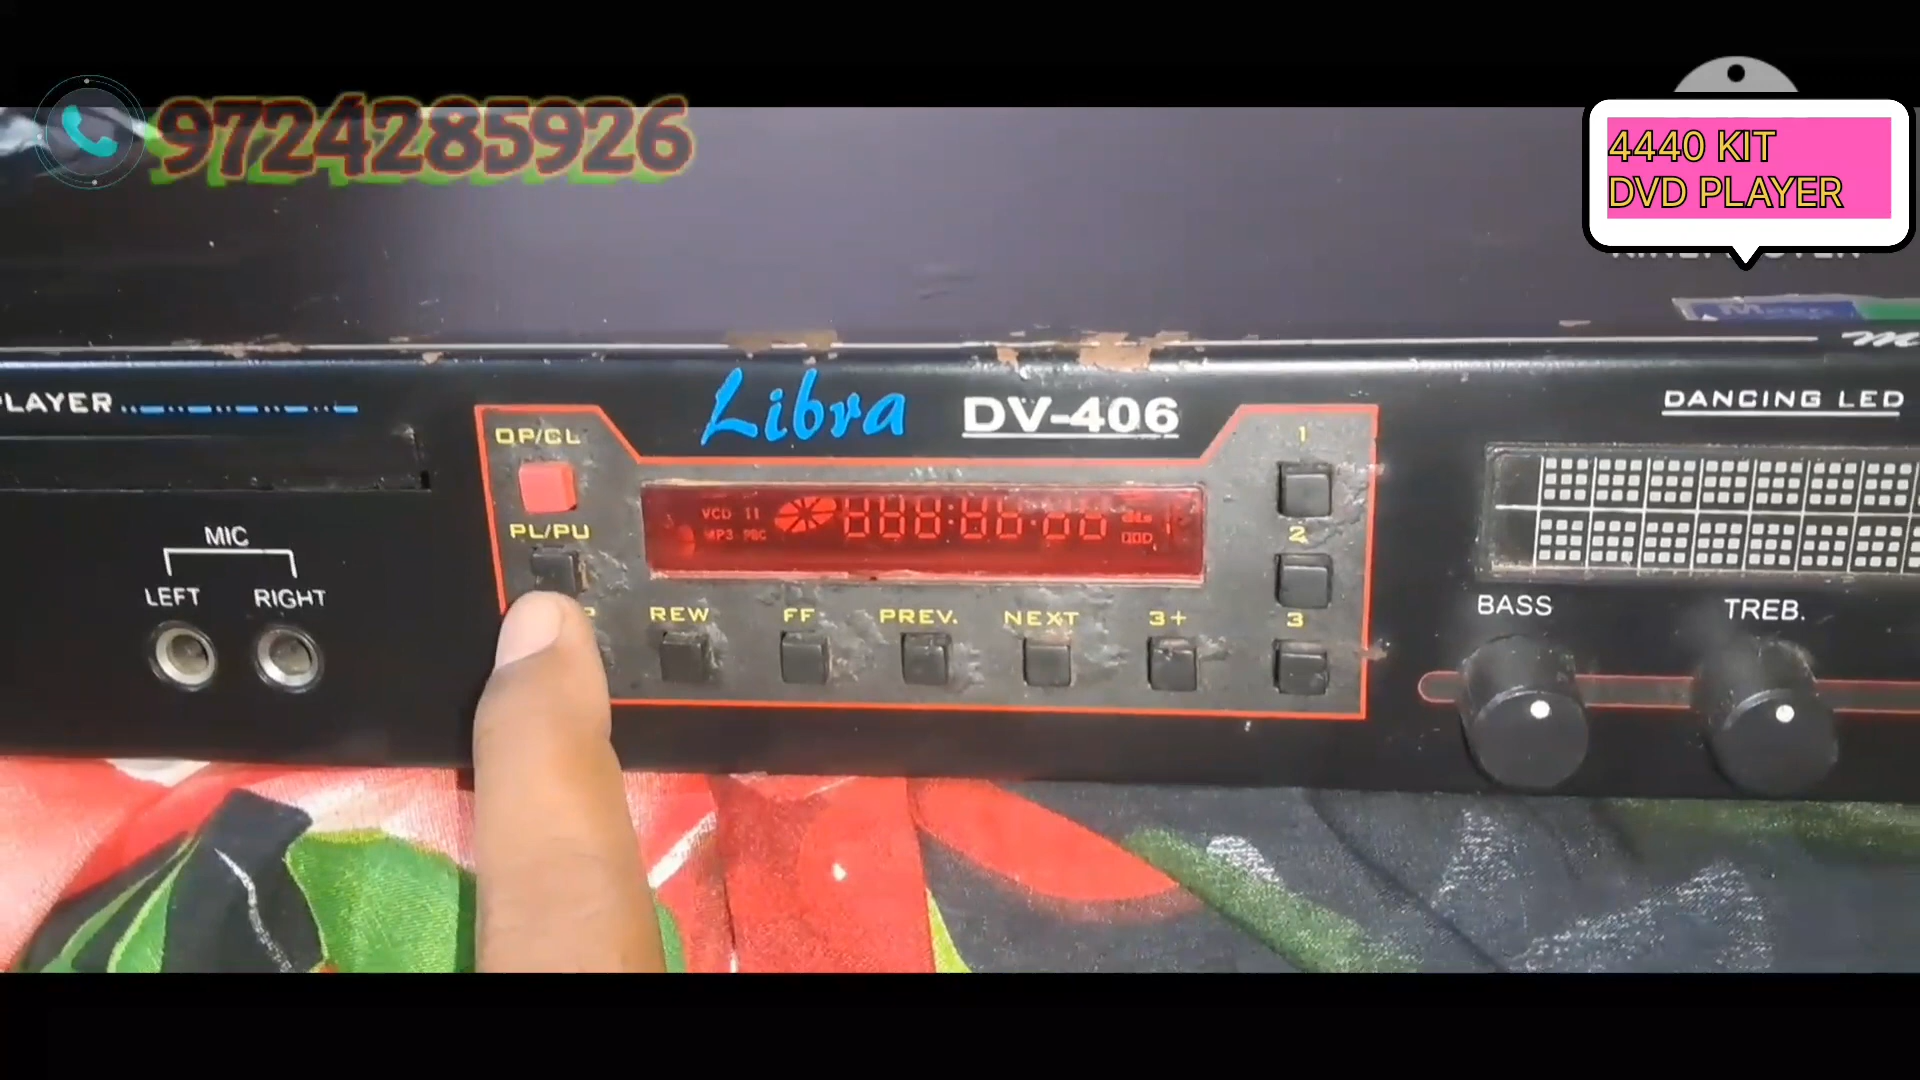 9724285926
4440 KIT
DVD PLAYER
PLAYER
Libra DV-406
DANCING LED
OP/CL
1
VCD
MP3 PBC
PL/PU
2
MIC
LEFT RIGHT
REW FF PREV. NEXT 3+ 3
BASS TREB.